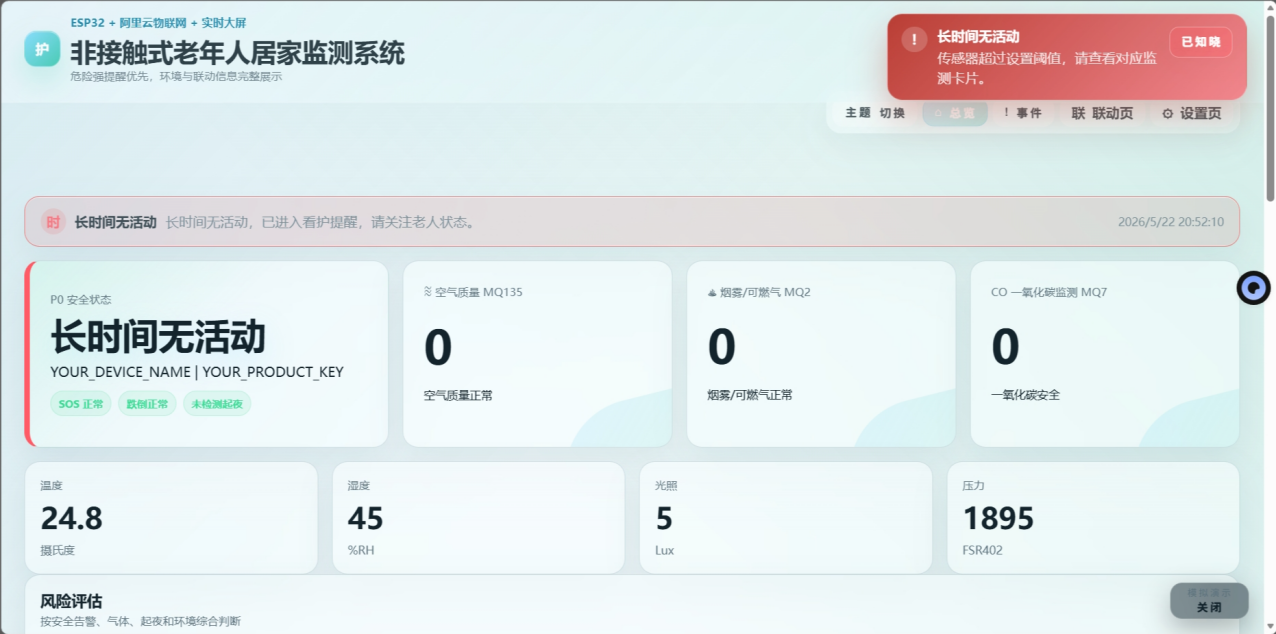 ESP32 + 阿里云物联网 + 实时大屏
护
非接触式老年人居家监测系统
危险强提醒优先，环境与联动信息完整展示
!
长时间无活动
传感器超过设置阈值，请查看对应监
测卡片。
已知晓
主题 切换
总览
! 事件
联 联动页
⚙ 设置页
时 长时间无活动 长时间无活动，已进入看护提醒，请关注老人状态。
2026/5/22 20:52:10
P0 安全状态
长时间无活动
YOUR_DEVICE_NAME | YOUR_PRODUCT_KEY
SOS 正常
跌倒正常
未检测起夜
空气质量 MQ135
0
空气质量正常
烟雾/可燃气 MQ2
0
烟雾/可燃气正常
CO 一氧化碳监测 MQ7
0
一氧化碳安全
温度
24.8
摄氏度
湿度
45
%RH
光照
5
Lux
压力
1895
FSR402
风险评估
按安全告警、气体、起夜和环境综合判断
模拟演示
关闭